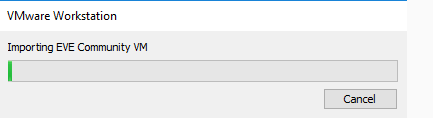 VMware Workstation
Importing EVE Community VM
Cancel